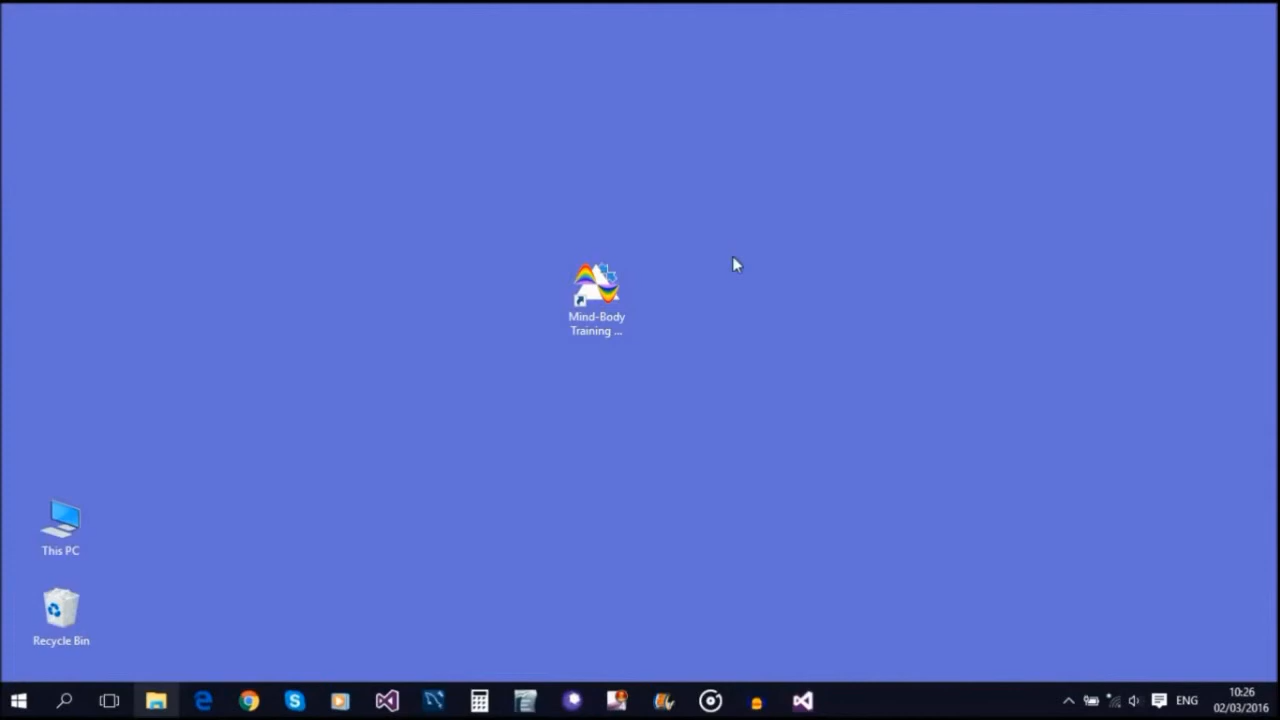 Mind-Body
Training ...
This PC
Recycle Bin
ENG
10:26
02/03/2016